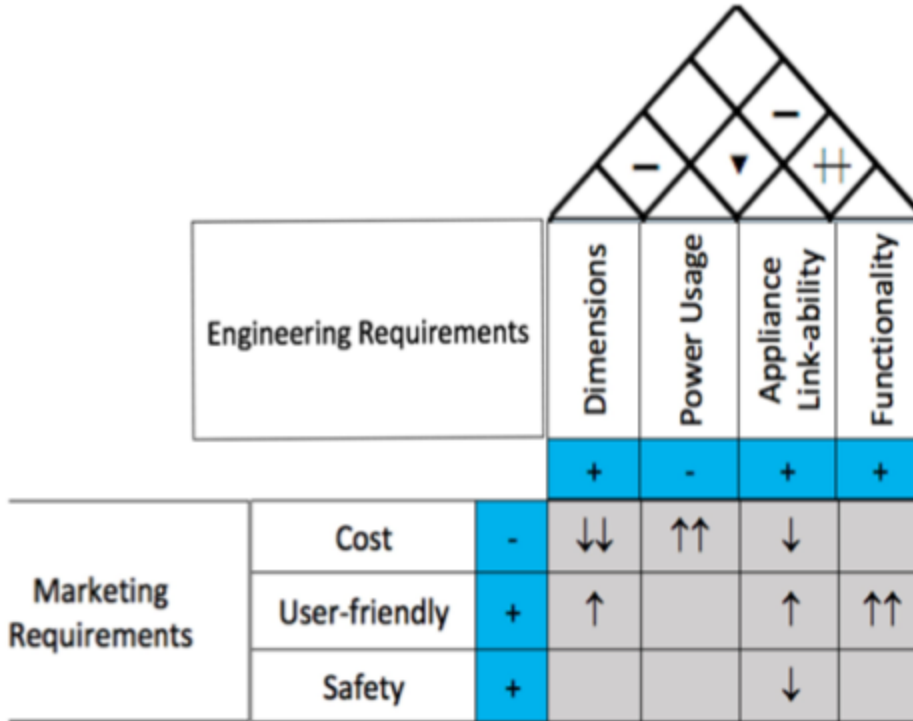 Engineering Requirements
Dimensions
Power Usage
Appliance
Link-ability
Functionality
+ - + +
Marketing
Requirements
Cost - ↓↓ ↑↑ ↓
User-friendly + ↑ ↑ ↑↑
Safety + ↓